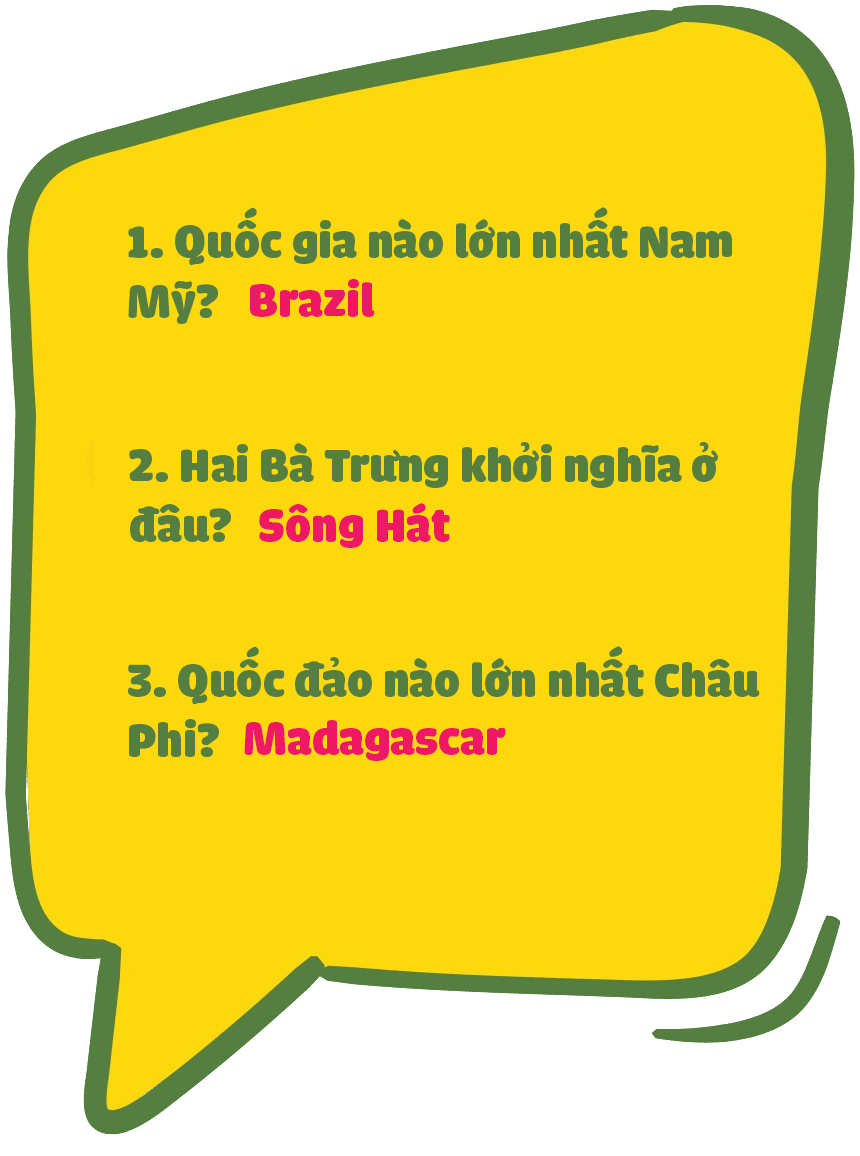 1. Quốc gia nào lớn nhất Nam
Mỹ? Brazil
2. Hai Bà Trưng khởi nghĩa ở
đâu? Sông Hát
3. Quốc đảo nào lớn nhất Châu
Phi? Madagascar